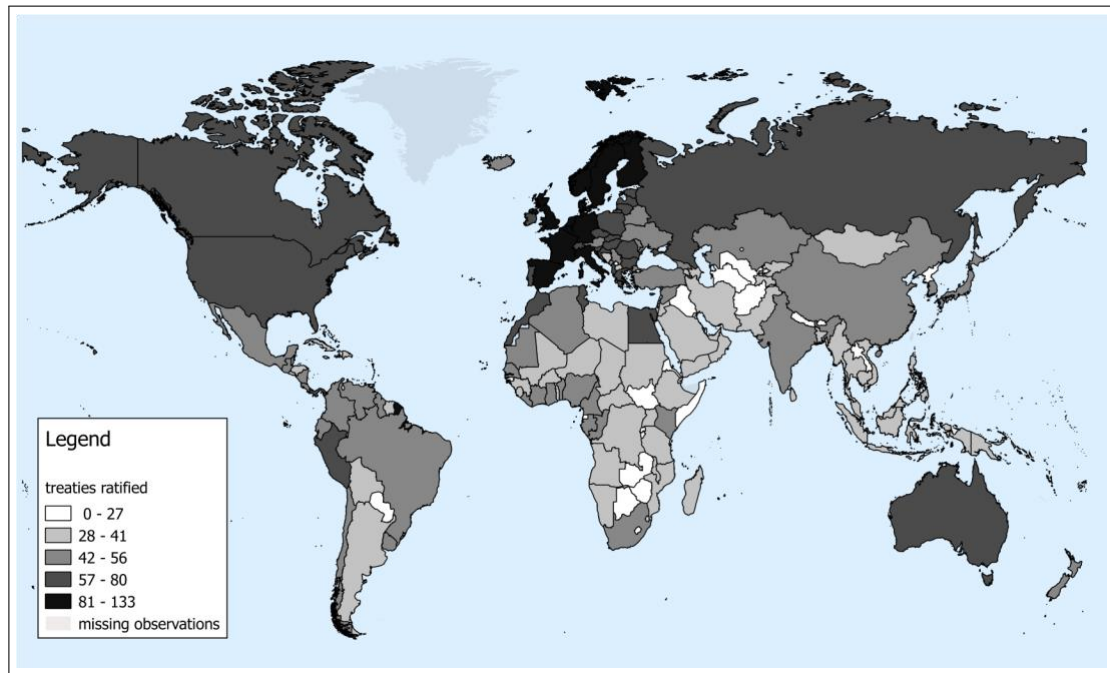 Legend
treaties ratified
0 - 27
28 - 41
42 - 56
57 - 80
81 - 133
missing observations